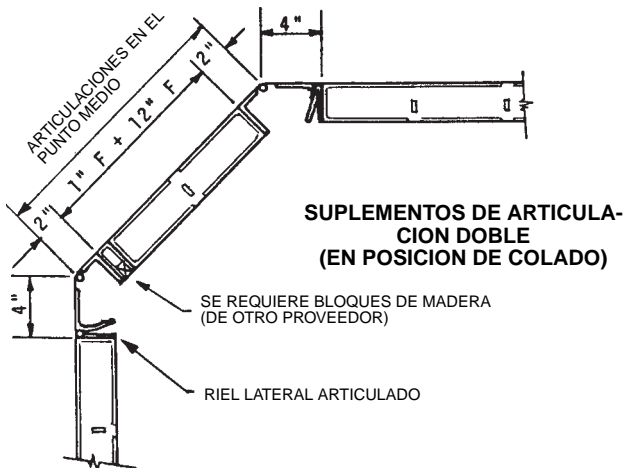 ARTICULACIONES EN EL
PUNTO MEDIO
2"
1" F + 12" F
2"
4"
4"
SUPLEMENTOS DE ARTICULA-
CION DOBLE
(EN POSICION DE COLADO)
SE REQUIERE BLOQUES DE MADERA
(DE OTRO PROVEEDOR)
RIEL LATERAL ARTICULADO